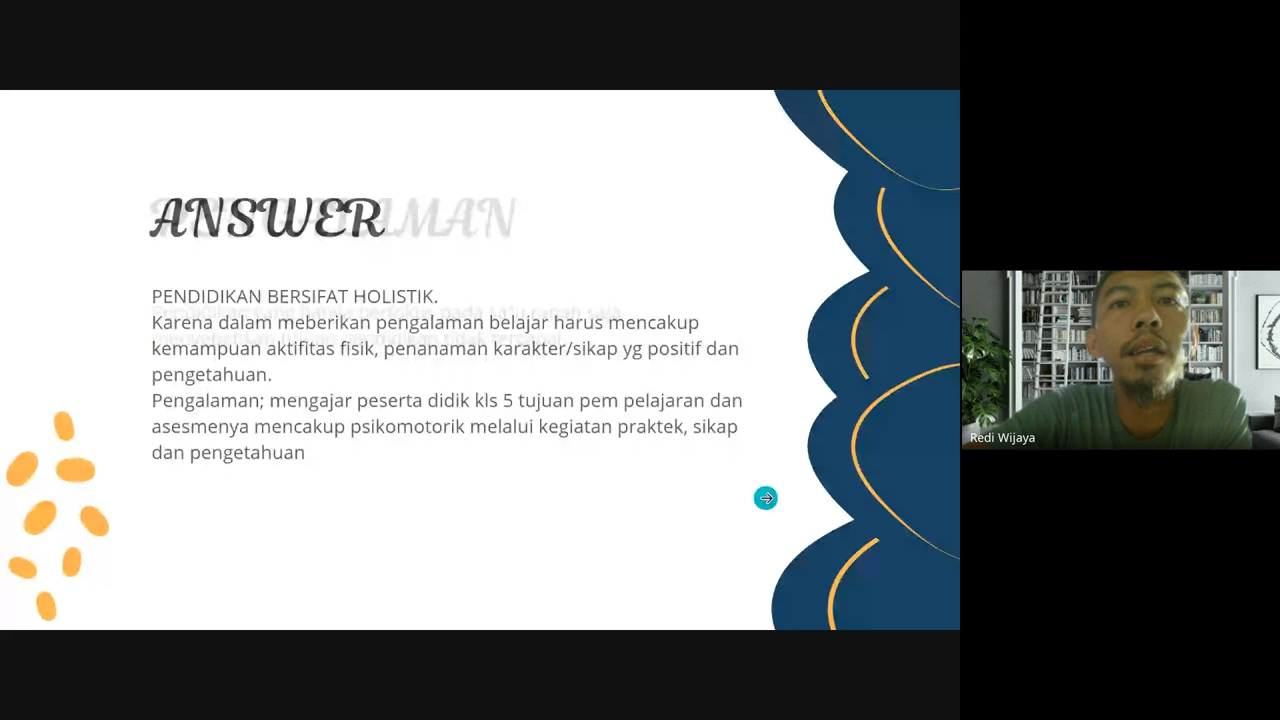 ANSWER
PENDIDIKAN BERSIFAT HOLISTIK.
Karena dalam meberikan pengalaman belajar harus mencakup
kemampuan aktifitas fisik, penanaman karakter/sikap yg positif dan
pengetahuan.
Pengalaman; mengajar peserta didik kls 5 tujuan pem pelajaran dan
asesmenya mencakup psikomotorik melalui kegiatan praktek, sikap
dan pengetahuan
Redi Wijaya